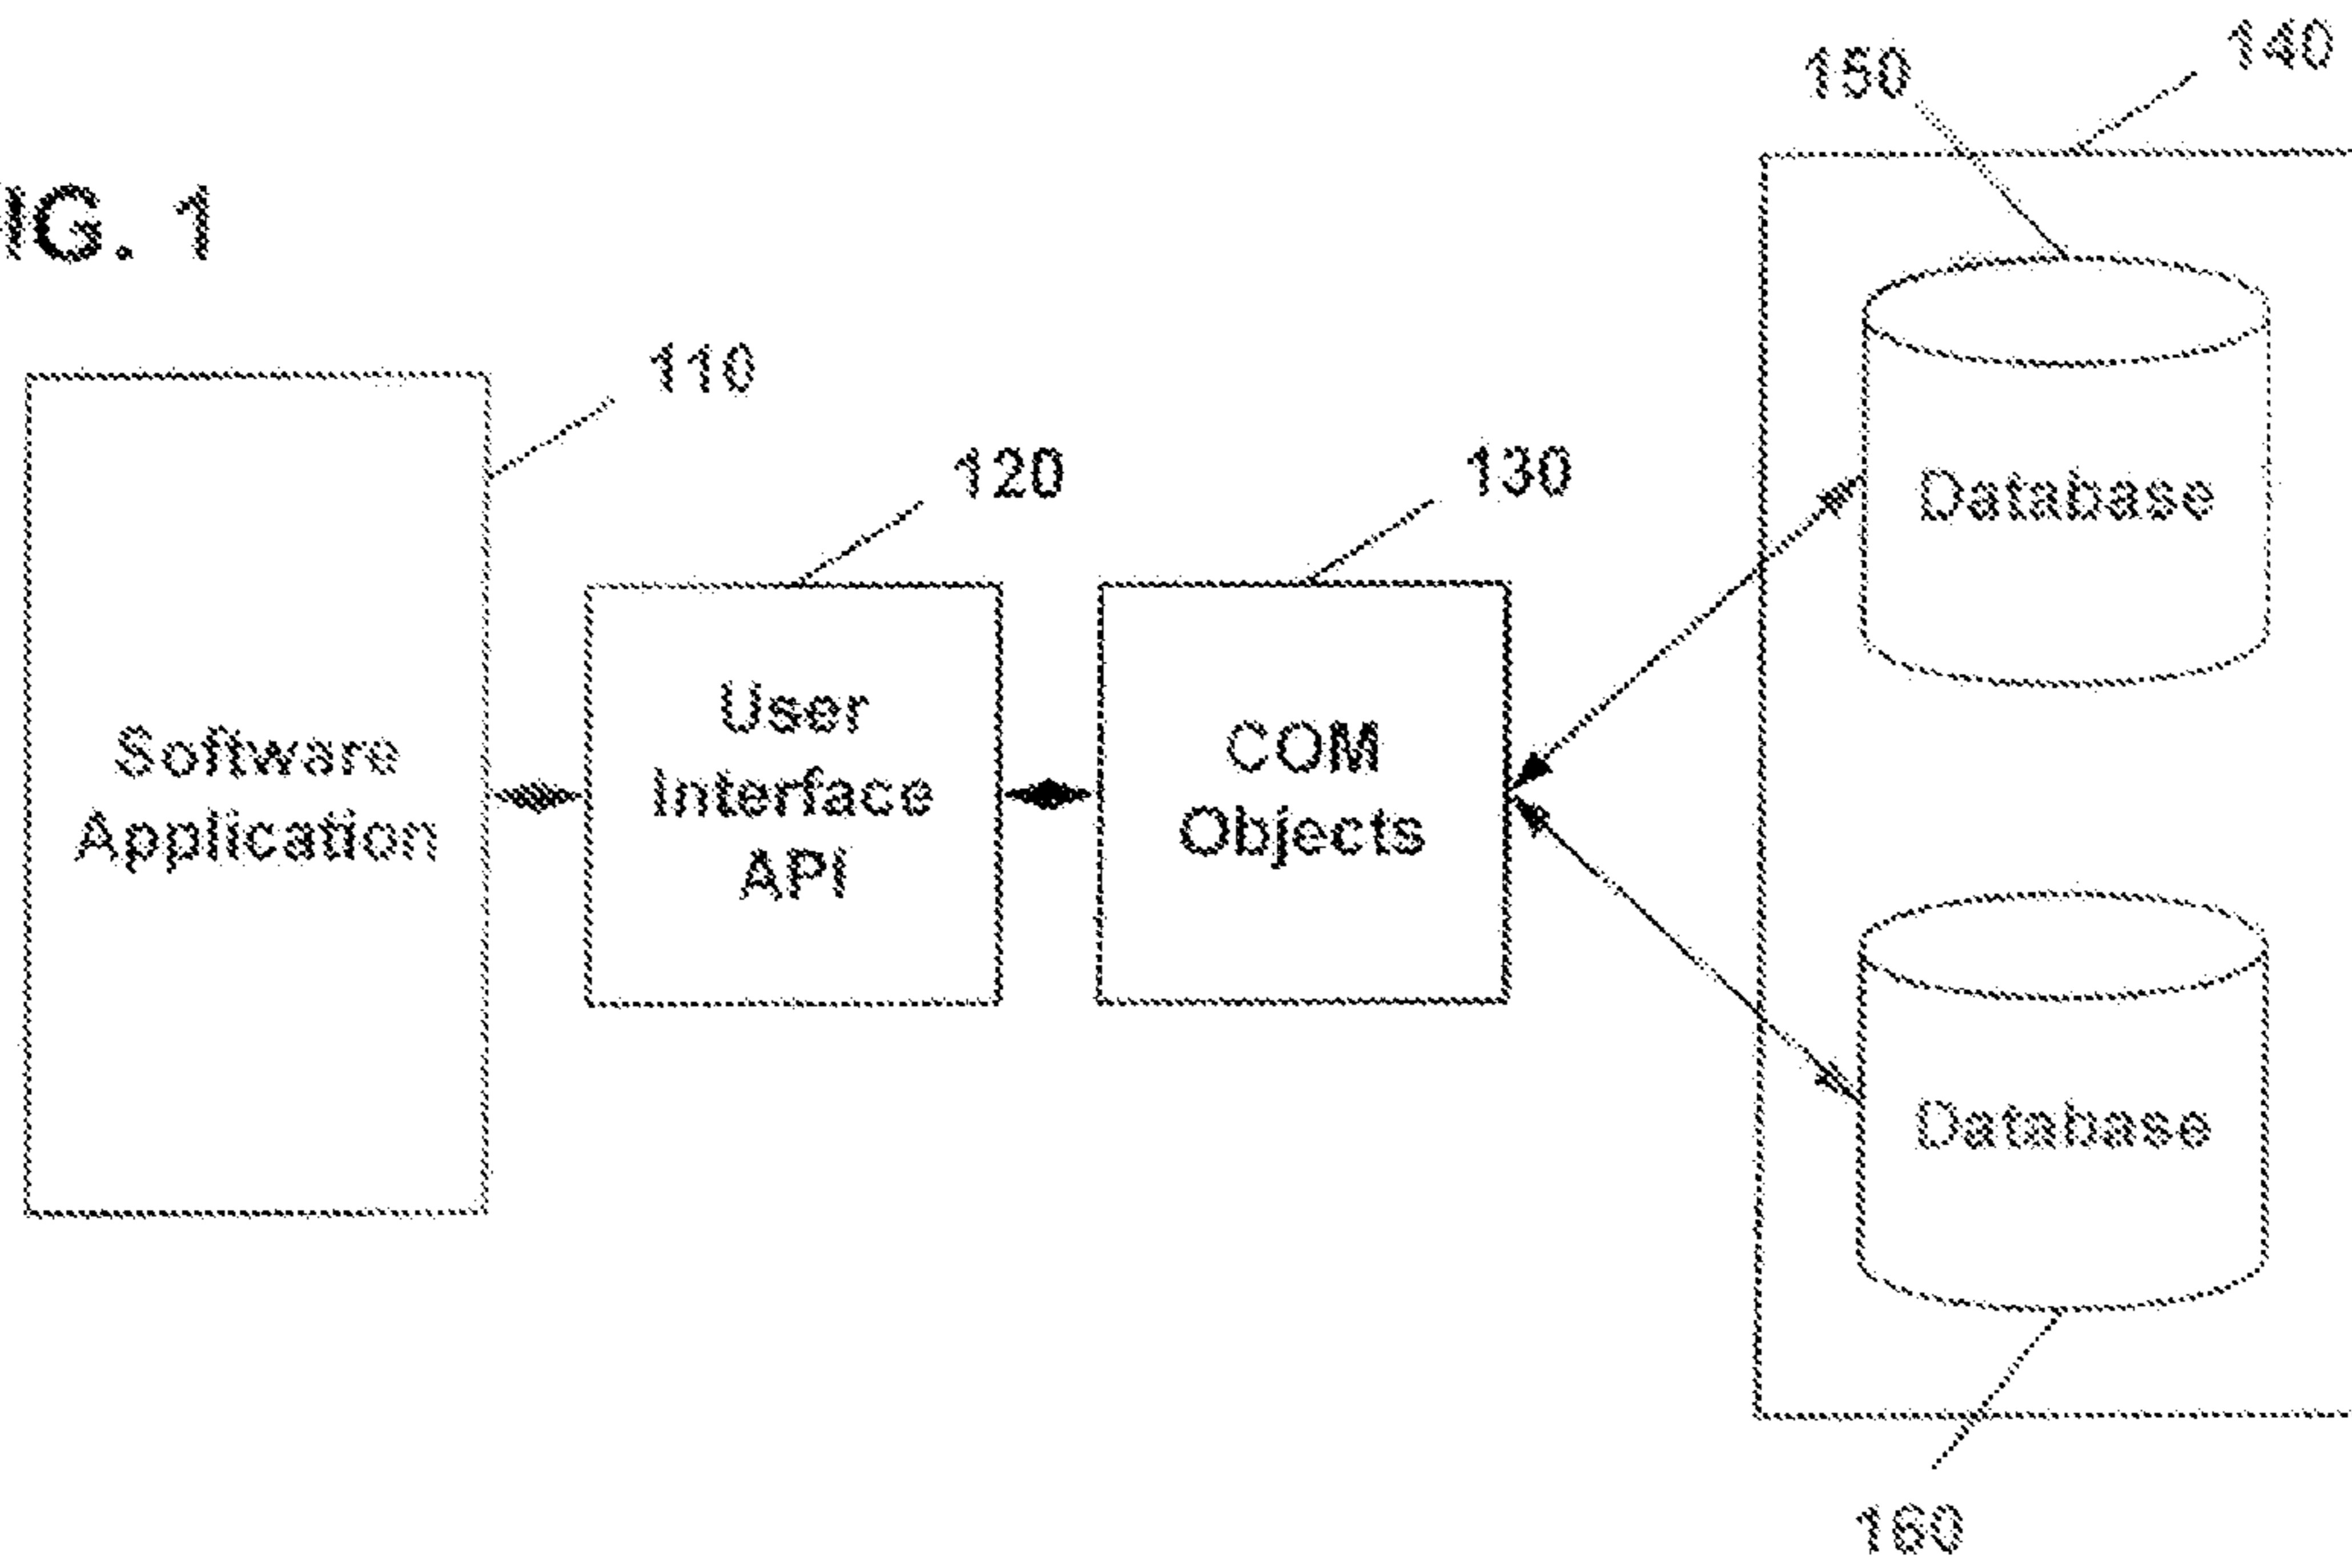 150
140
IG. 1
110
120
130
Database
User
Software
Interface
COM
Application
API
Objects
Database
160